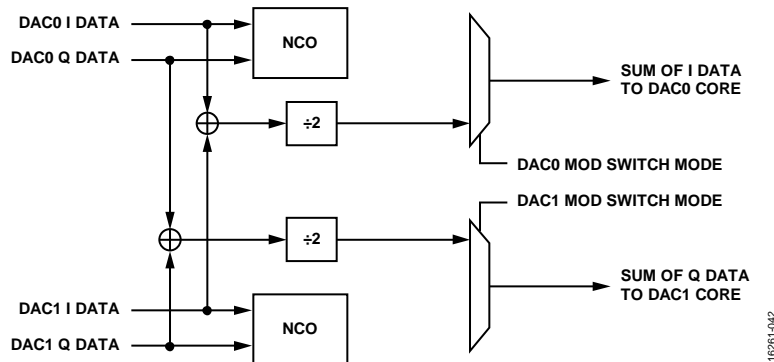 DAC0 I DATA
DAC0 Q DATA
NCO
SUM OF I DATA
TO DAC0 CORE
÷2
DAC0 MOD SWITCH MODE
DAC1 MOD SWITCH MODE
÷2
SUM OF Q DATA
TO DAC1 CORE
DAC1 I DATA
DAC1 Q DATA
NCO
16261-042